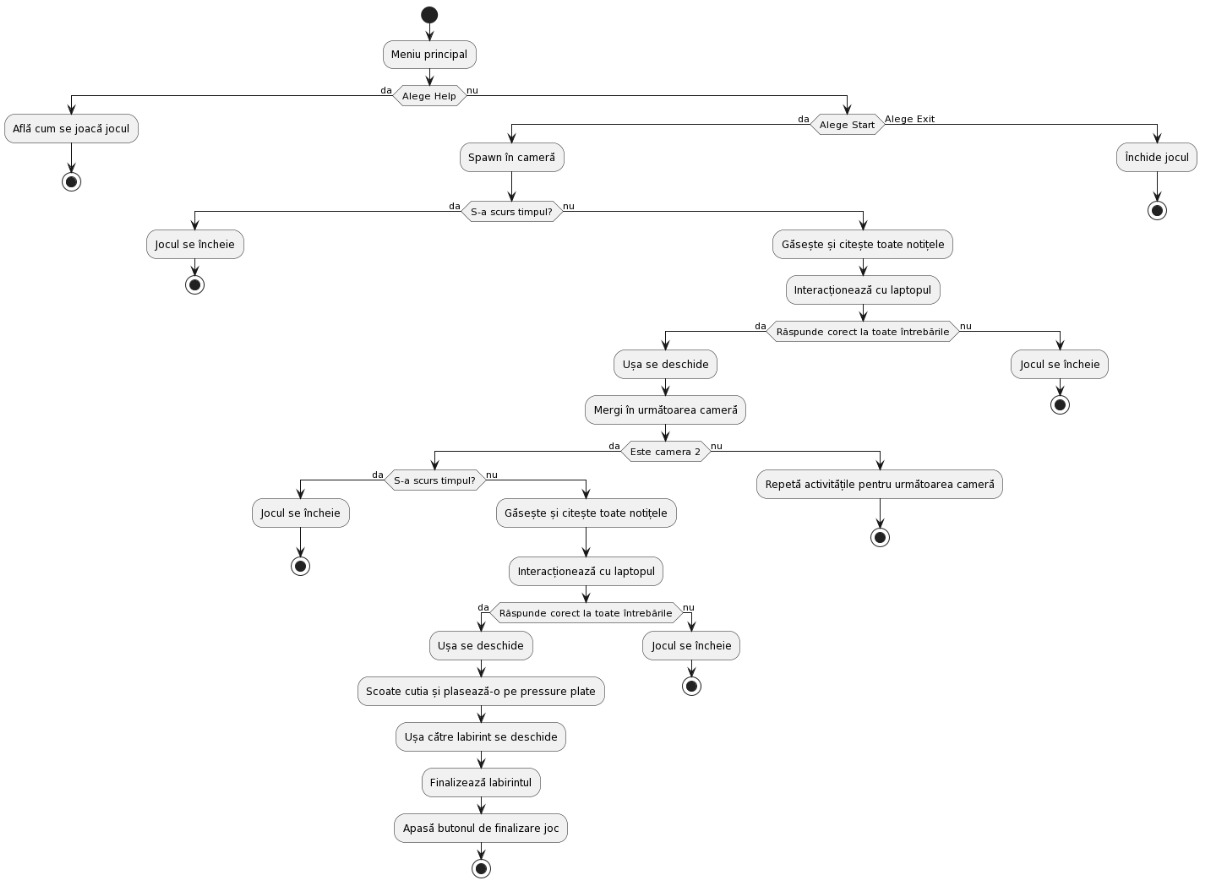 Meniu principal
da
Alege Help
nu
Află cum se joacă jocul
da
Alege Start
Alege Exit
Spawn în cameră
Închide jocul
da
S-a scurs timpul?
nu
Jocul se încheie
Găsește și citește toate notițele
Interacționează cu laptopul
da
Răspunde corect la toate întrebările
nu
Ușa se deschide
Jocul se încheie
Mergi în următoarea cameră
da
Este camera 2
nu
da
S-a scurs timpul?
nu
Repetă activitățile pentru următoarea cameră
Jocul se încheie
Găsește și citește toate notițele
Interacționează cu laptopul
da
Răspunde corect la toate întrebările
nu
Ușa se deschide
Jocul se încheie
Scoate cutia și plasează-o pe pressure plate
Ușa către labirint se deschide
Finalizează labirintul
Apasă butonul de finalizare joc